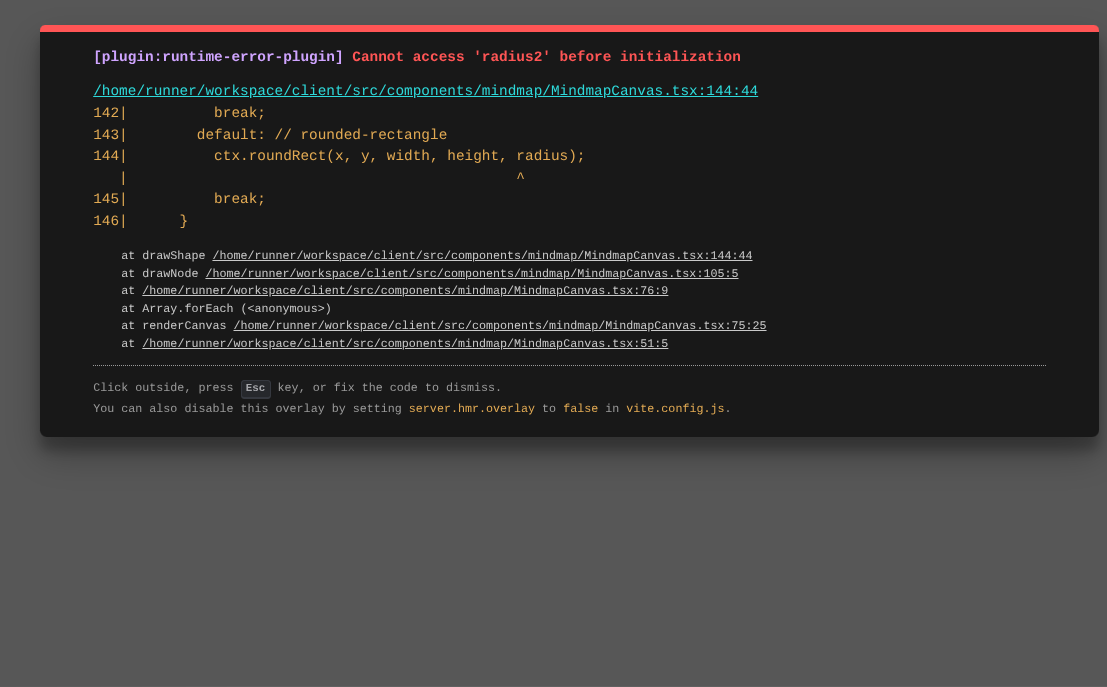 [plugin:runtime-error-plugin] Cannot access 'radius2' before initialization
/home/runner/workspace/client/src/components/mindmap/MindmapCanvas.tsx:144:44
142|          break;
143|        default: // rounded-rectangle
144|          ctx.roundRect(x, y, width, height, radius);
   |                                             ^
145|          break;
146|      }
at drawShape /home/runner/workspace/client/src/components/mindmap/MindmapCanvas.tsx:144:44
at drawNode /home/runner/workspace/client/src/components/mindmap/MindmapCanvas.tsx:105:5
at /home/runner/workspace/client/src/components/mindmap/MindmapCanvas.tsx:76:9
at Array.forEach (<anonymous>)
at renderCanvas /home/runner/workspace/client/src/components/mindmap/MindmapCanvas.tsx:75:25
at /home/runner/workspace/client/src/components/mindmap/MindmapCanvas.tsx:51:5
Click outside, press Esc key, or fix the code to dismiss.
You can also disable this overlay by setting server.hmr.overlay to false in vite.config.js.